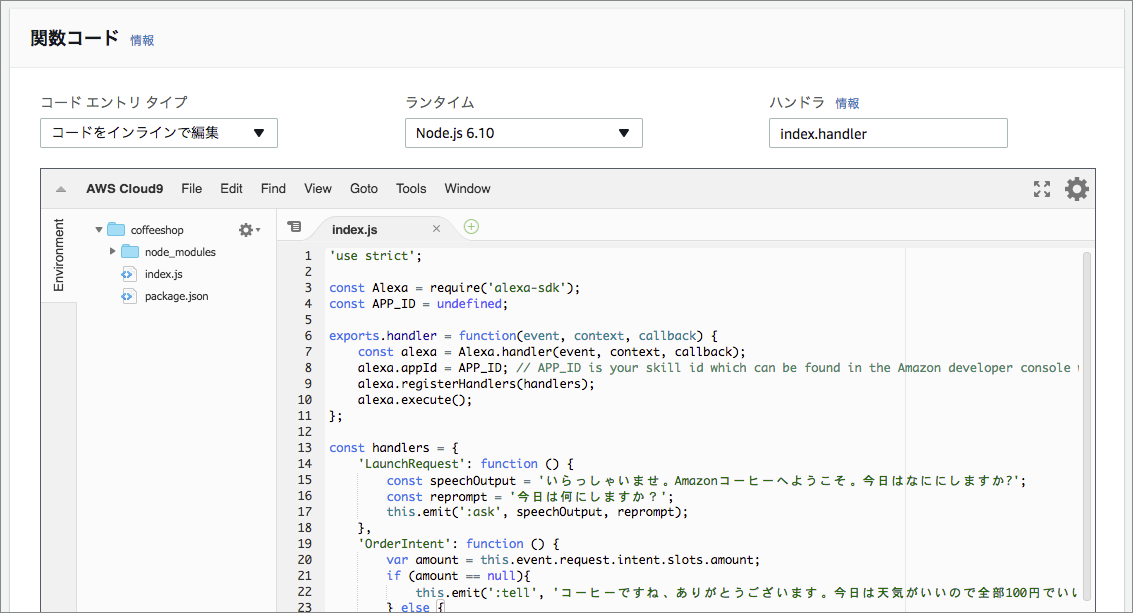 関数コード 情報
コード エントリ タイプ ランタイム ハンドラ 情報
コードをインラインで編集 Node.js 6.10 index.handler
AWS Cloud9 File Edit Find View Goto Tools Window
Environment
coffeeshop
node_modules
index.js
package.json
index.js
1 'use strict';
2
3 const Alexa = require('alexa-sdk');
4 const APP_ID = undefined;
5
6 exports.handler = function(event, context, callback) {
7 const alexa = Alexa.handler(event, context, callback);
8 alexa.appId = APP_ID; // APP_ID is your skill id which can be found in the Amazon developer console
9 alexa.registerHandlers(handlers);
10 alexa.execute();
11 };
12
13 const handlers = {
14 'LaunchRequest': function () {
15 const speechOutput = 'いらっしゃいませ。Amazonコーヒーへようこそ。今日はなににしますか?';
16 const reprompt = '今日は何にしますか？';
17 this.emit(':ask', speechOutput, reprompt);
18 },
19 'OrderIntent': function () {
20 var amount = this.event.request.intent.slots.amount;
21 if (amount == null){
22 this.emit(':tell', 'コーヒーですね、ありがとうございます。今日は天気がいいので全部100円でいい
23 } else {